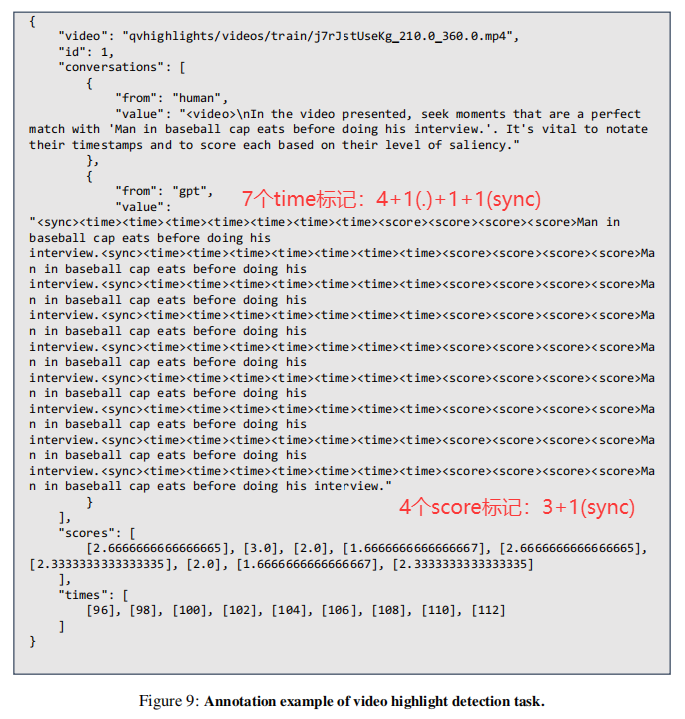 {
"video": "qvhighlights/videos/train/j7rJstUseKg_210.0_360.0.mp4",
"id": 1,
"conversations": [
{
"from": "human",
"value": "<video>\nIn the video presented, seek moments that are a perfect
match with 'Man in baseball cap eats before doing his interview.'. It's vital to notate
their timestamps and to score each based on their level of saliency."
},
{
"from": "gpt",
7个time标记：4+1(.)+1+1(sync)
"value":
"<sync><time><time><time><time><time><time><time><score><score><score><score>Man in
baseball cap eats before doing his
interview.<sync><time><time><time><time><time><time><time><score><score><score><score>Ma
n in baseball cap eats before doing his
interview.<sync><time><time><time><time><time><time><time><score><score><score><score>Ma
n in baseball cap eats before doing his
interview.<sync><time><time><time><time><time><time><time><score><score><score><score>Ma
n in baseball cap eats before doing his
interview.<sync><time><time><time><time><time><time><time><score><score><score><score>Ma
n in baseball cap eats before doing his
interview.<sync><time><time><time><time><time><time><time><score><score><score><score>Ma
n in baseball cap eats before doing his
interview.<sync><time><time><time><time><time><time><time><score><score><score><score>Ma
n in baseball cap eats before doing his
interview.<sync><time><time><time><time><time><time><time><score><score><score><score>Ma
n in baseball cap eats before doing his
interview.<sync><time><time><time><time><time><time><time><score><score><score><score>Ma
n in baseball cap eats before doing his interview."
}
4个score标记：3+1(sync)
],
"scores": [
[2.6666666666666665], [3.0], [2.0], [1.6666666666666667], [2.6666666666666665],
[2.3333333333333335], [2.0], [1.6666666666666667], [2.3333333333333335]
],
"times": [
[96], [98], [100], [102], [104], [106], [108], [110], [112]
]
}
Figure 9: Annotation example of video highlight detection task.